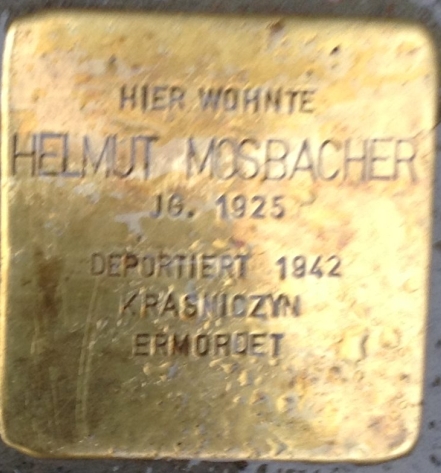 HIER WOHNTE
HELMUT MOSBACHER
JG. 1925
DEPORTIERT 1942
KRASNICZYN
ERMORDET